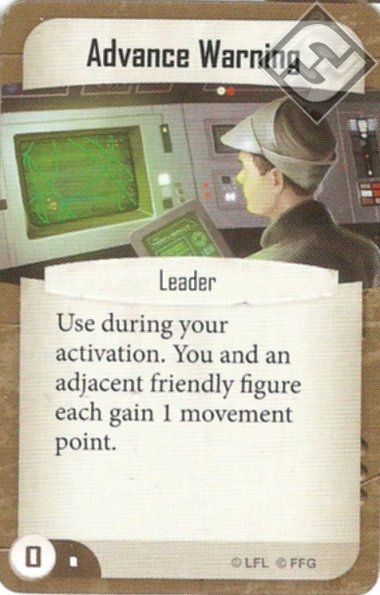 Advance Warning
Leader
Use during your
activation. You and an
adjacent friendly figure
each gain 1 movement
point.
0
© LFL © FFG